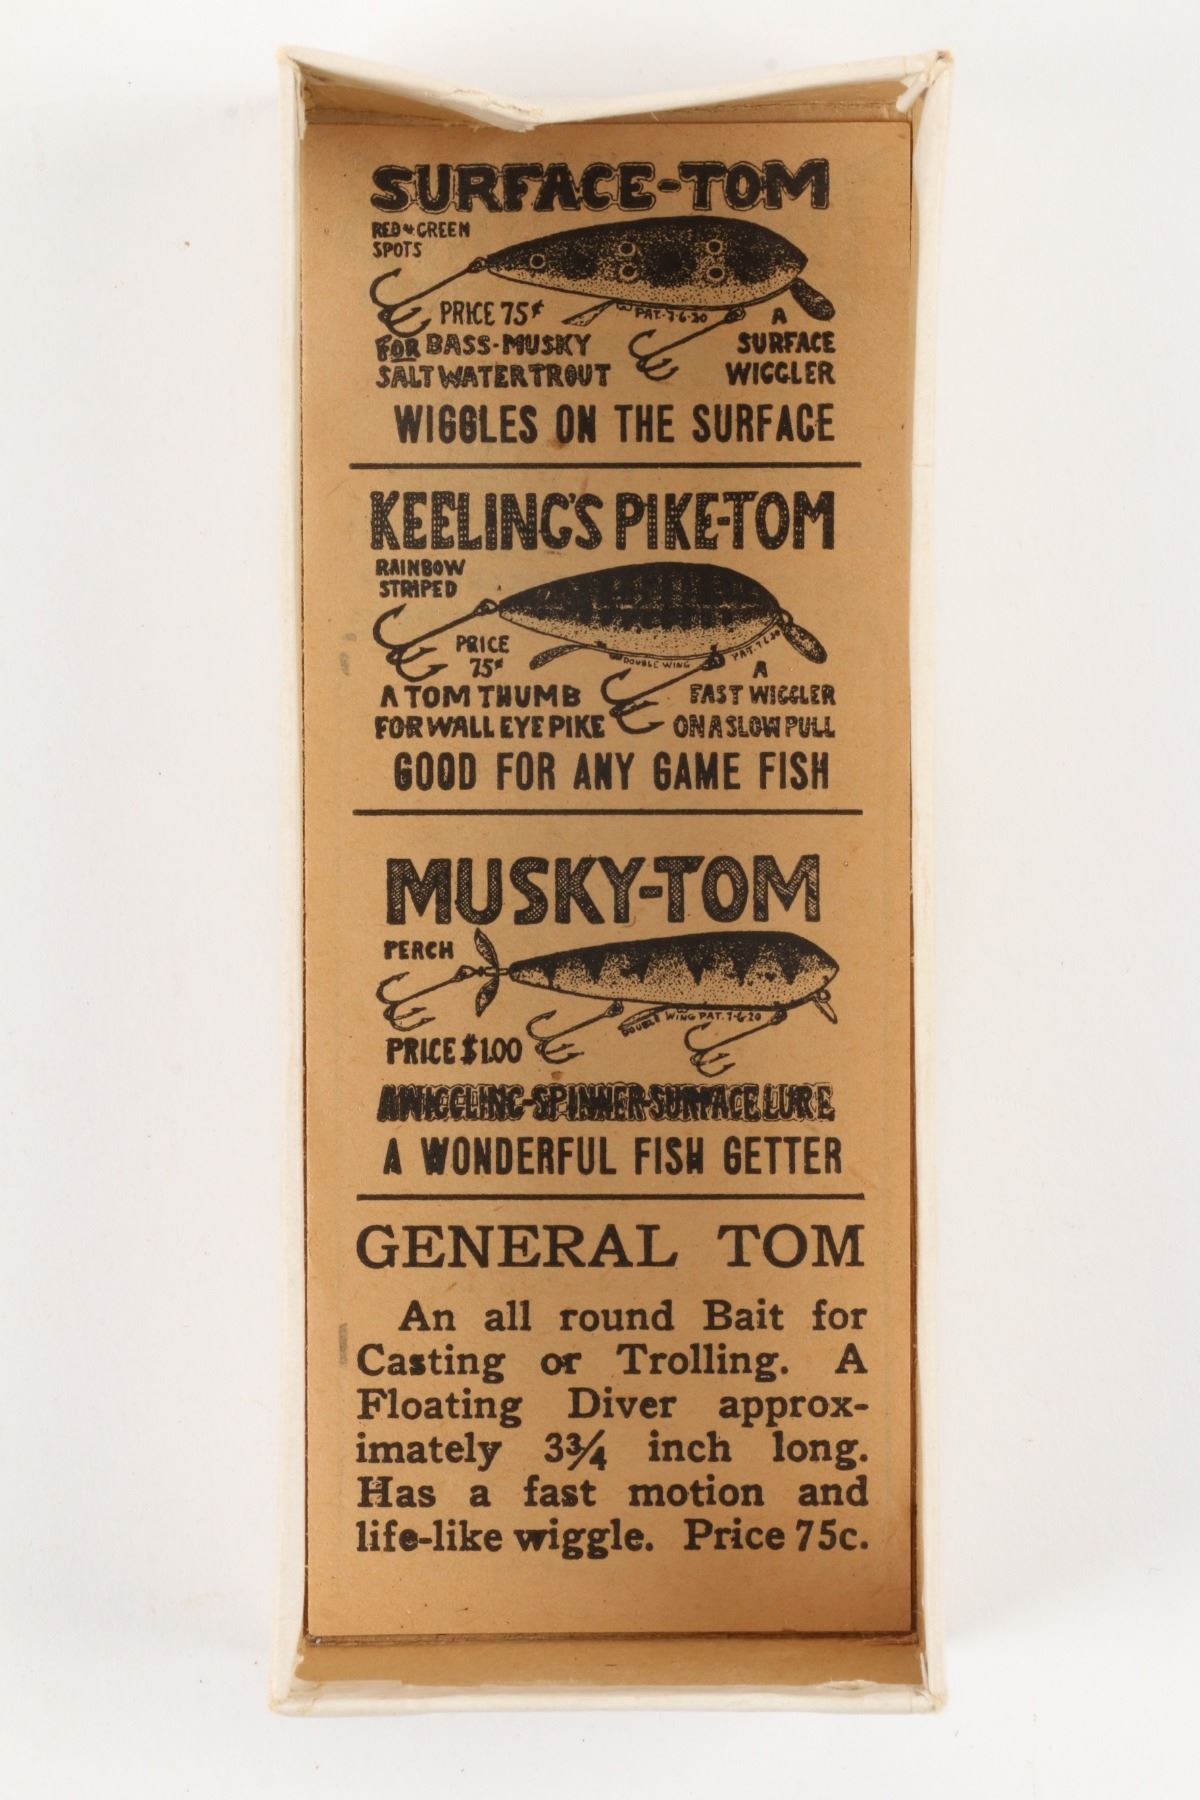 SURFACE-TOM
RED & GREEN
SPOTS
PRICE 75¢
PAT-7-6-20
A
FOR BASS-MUSKY
SURFACE
SALT WATER TROUT
WIGGLER
WIGGLES ON THE SURFACE
KEELING'S PIKE-TOM
RAINBOW
STRIPED
PRICE
75¢
DOUBLE WING
PAT. 7-6-20
A
A TOM THUMB
FAST WIGGLER
FOR WALL EYE PIKE
ON A SLOW PULL
GOOD FOR ANY GAME FISH
MUSKY-TOM
PERCH
DOUBLE WING PAT. 7-6-20
PRICE $1.00
A WIGGLING-SPINNER-SURFACE LURE
A WONDERFUL FISH GETTER
GENERAL TOM
An all round Bait for
Casting or Trolling. A
Floating Diver approx-
imately 3¾ inch long.
Has a fast motion and
life-like wiggle. Price 75c.